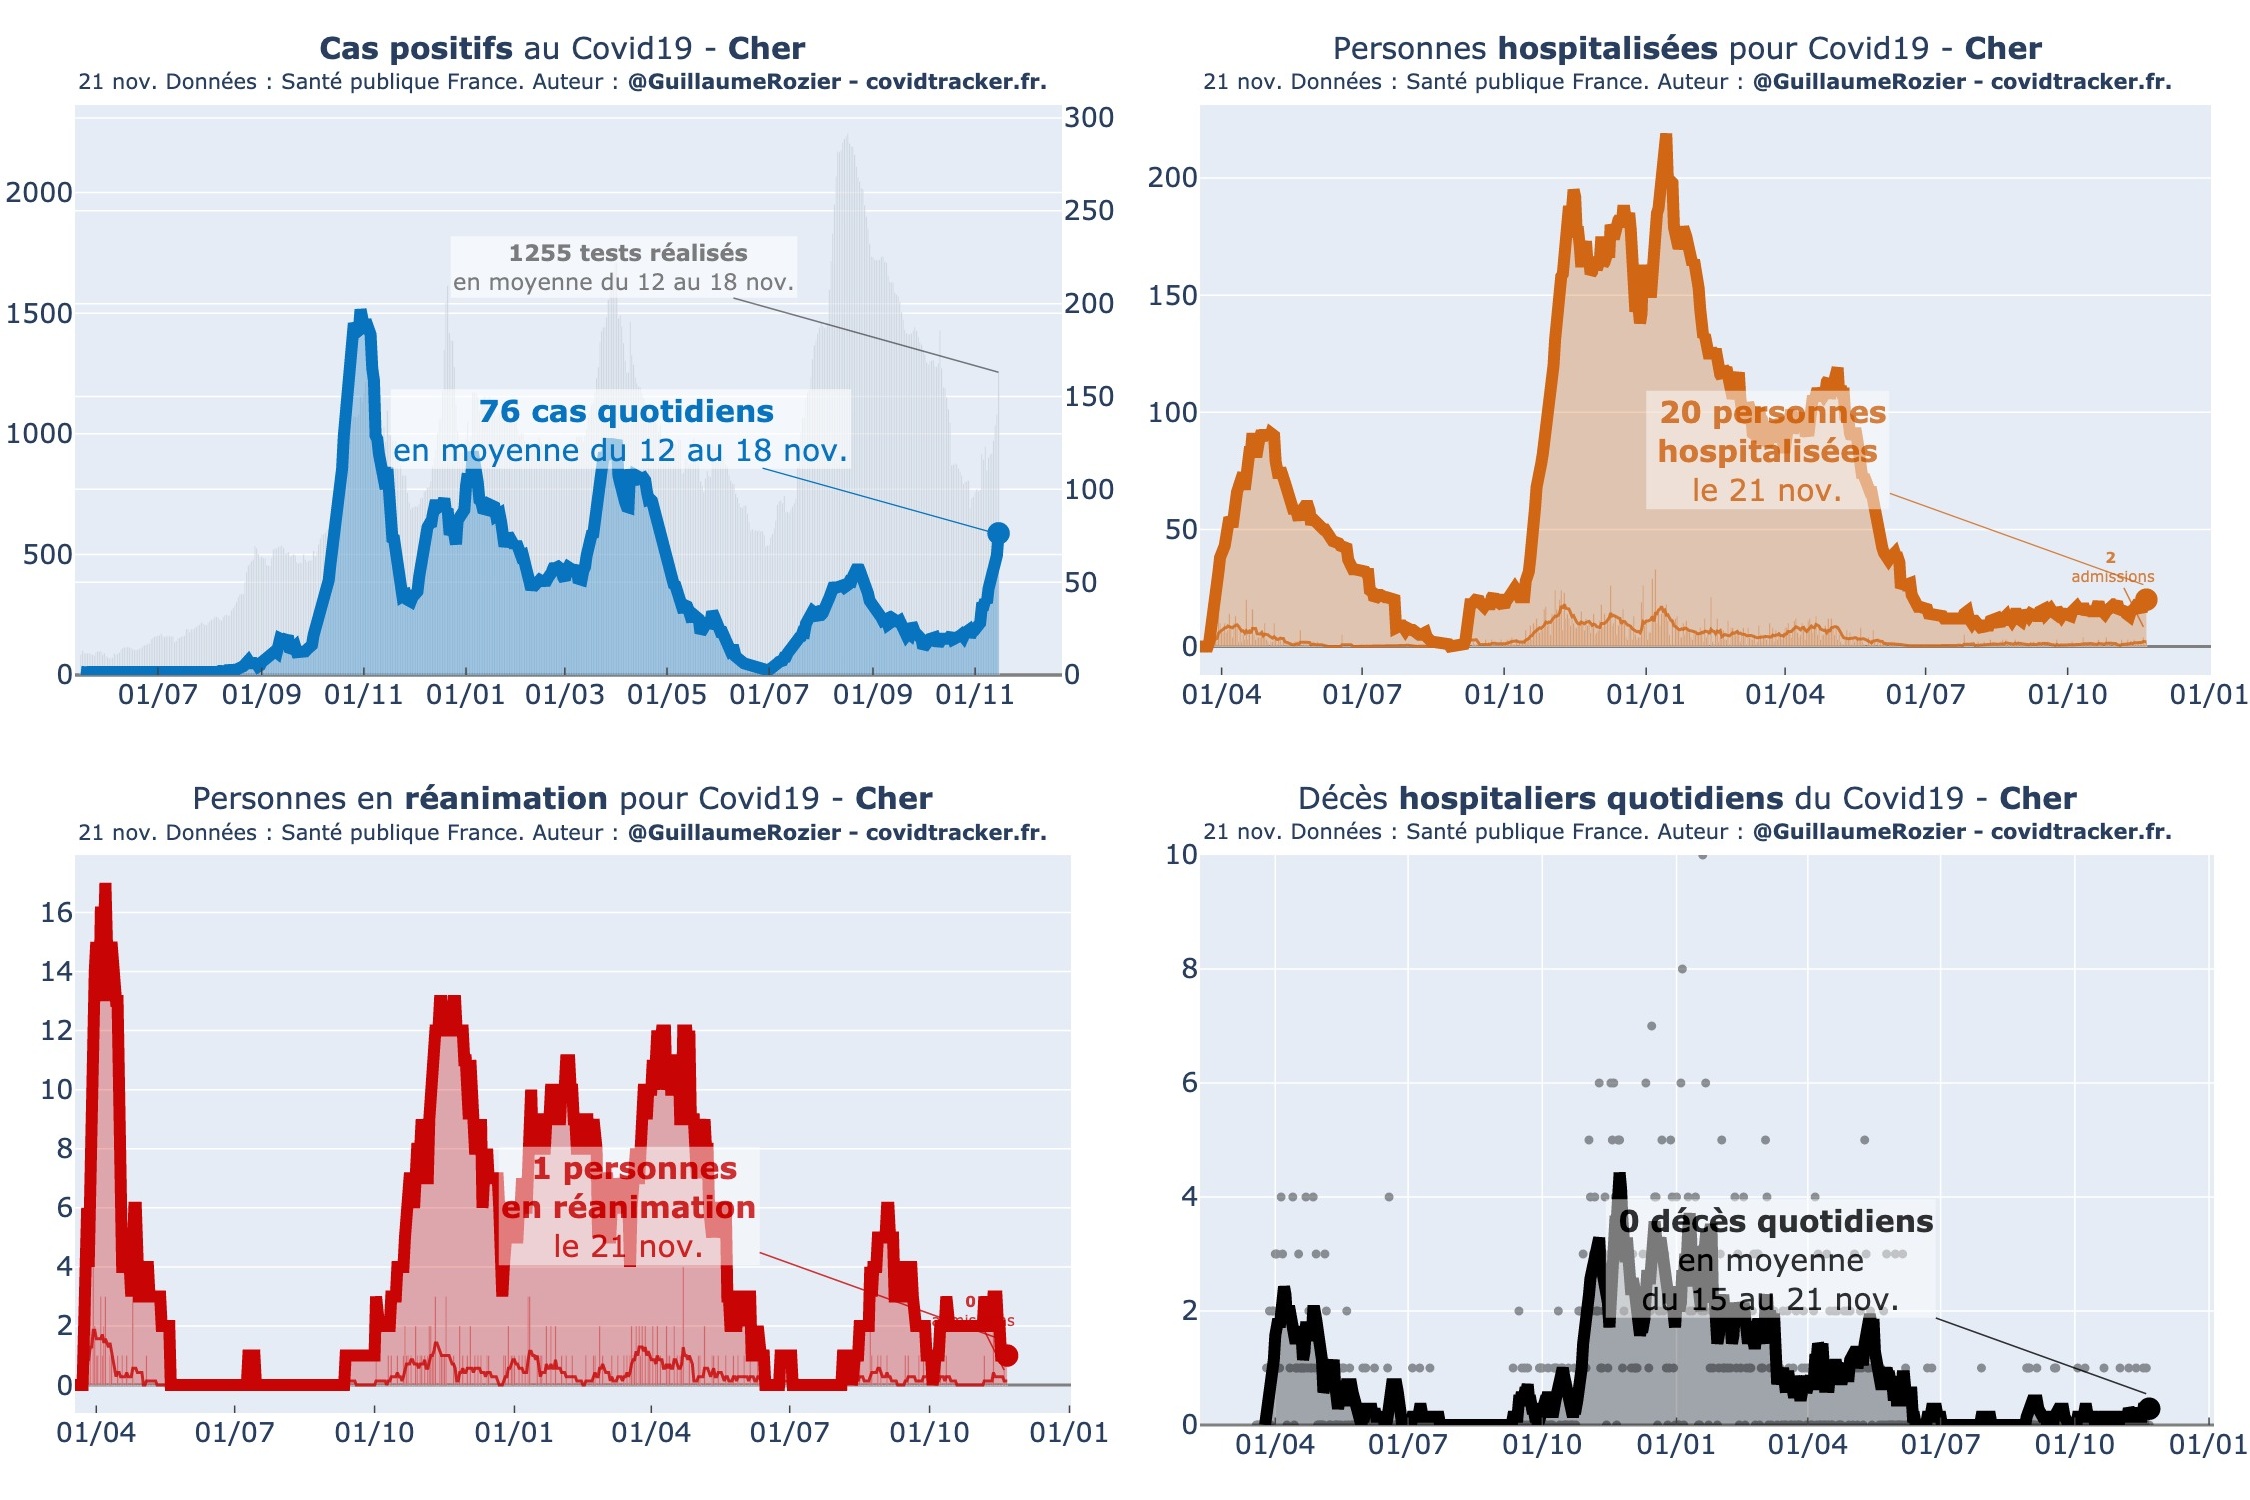 Cas positifs au Covid19 - Cher
21 nov. Données : Santé publique France. Auteur : @GuillaumeRozier - covidtracker.fr.
300
250
200
150
100
50
0
2000
1500
1000
500
0
1255 tests réalisés
en moyenne du 12 au 18 nov.
76 cas quotidiens
en moyenne du 12 au 18 nov.
01/07 01/09 01/11 01/01 01/03 01/05 01/07 01/09 01/11
Personnes hospitalisées pour Covid19 - Cher
21 nov. Données : Santé publique France. Auteur : @GuillaumeRozier - covidtracker.fr.
200
150
100
50
0
20 personnes
hospitalisées
le 21 nov.
2
admissions
01/04 01/07 01/10 01/01 01/04 01/07 01/10 01/01
Personnes en réanimation pour Covid19 - Cher
21 nov. Données : Santé publique France. Auteur : @GuillaumeRozier - covidtracker.fr.
16
14
12
10
8
6
4
2
0
1 personnes
en réanimation
le 21 nov.
0
admissions
01/04 01/07 01/10 01/01 01/04 01/07 01/10 01/01
Décès hospitaliers quotidiens du Covid19 - Cher
21 nov. Données : Santé publique France. Auteur : @GuillaumeRozier - covidtracker.fr.
10
8
6
4
2
0
0 décès quotidiens
en moyenne
du 15 au 21 nov.
01/04 01/07 01/10 01/01 01/04 01/07 01/10 01/01